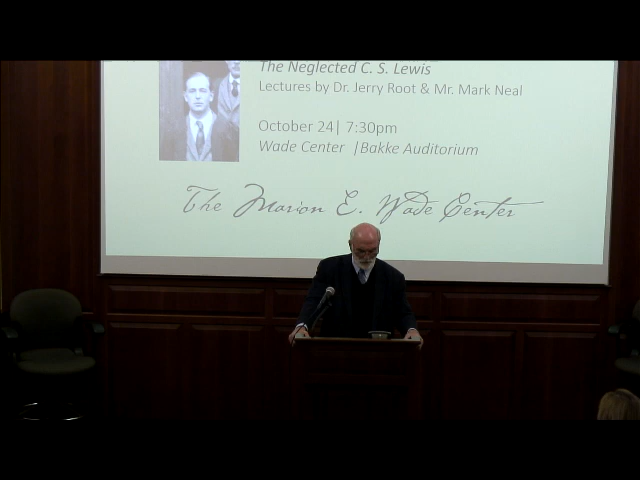 The Neglected C. S. Lewis
Lectures by Dr. Jerry Root & Mr. Mark Neal
October 24| 7:30pm
Wade Center |Bakke Auditorium
The Marion E. Wade Center